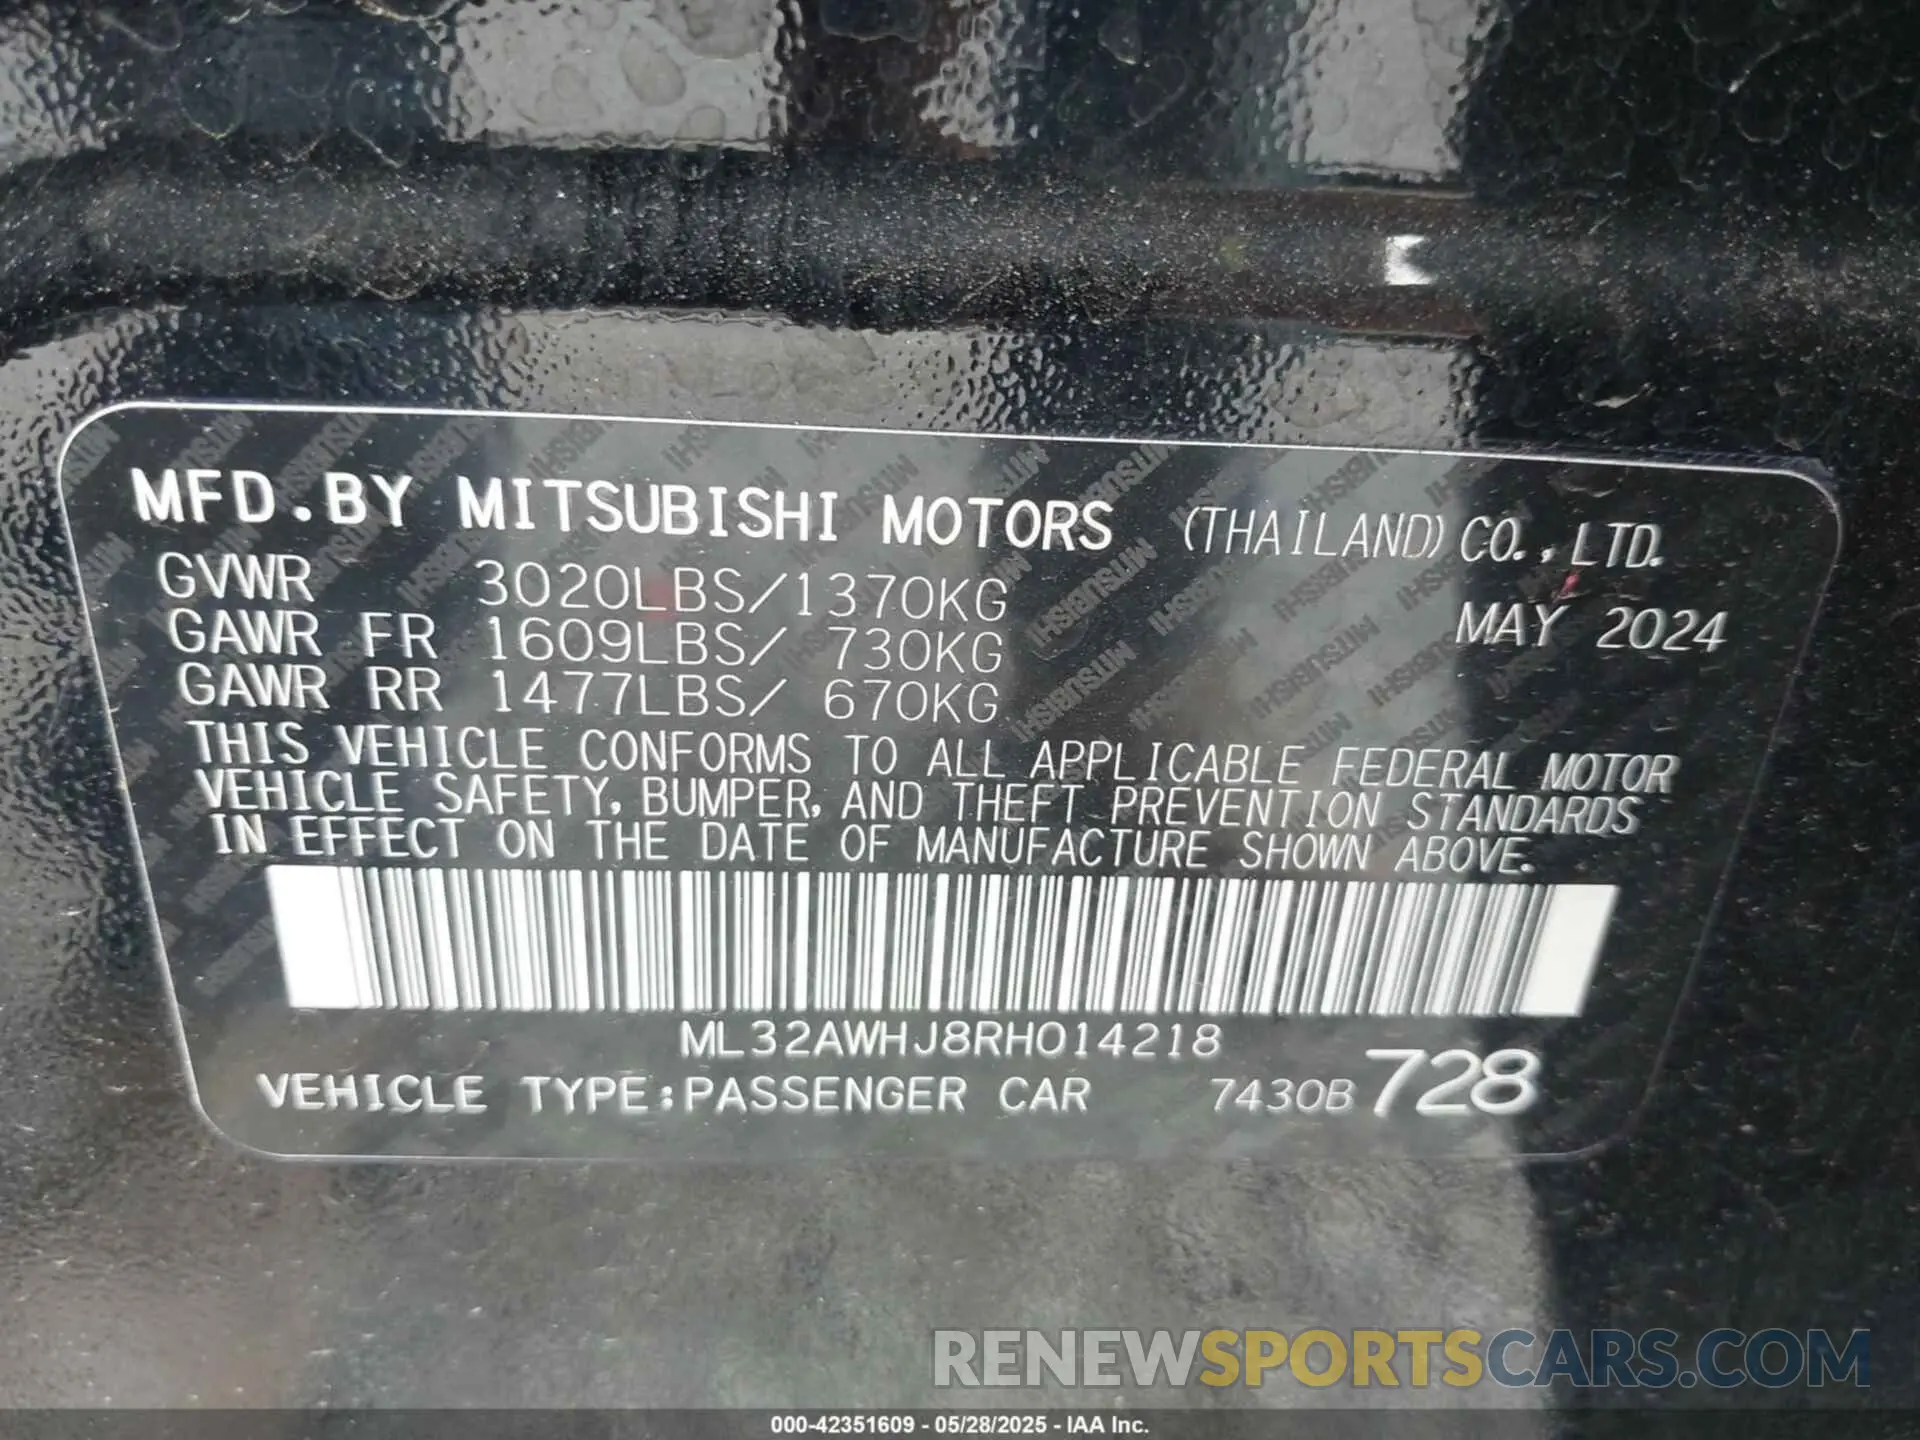 MFD.BY MITSUBISHI MOTORS (THAILAND) CO.,LTD.
GVWR 3020LBS/1370KG MAY 2024
GAWR FR 1609LBS/ 730KG
GAWR RR 1477LBS/ 670KG
THIS VEHICLE CONFORMS TO ALL APPLICABLE FEDERAL MOTOR
VEHICLE SAFETY, BUMPER, AND THEFT PREVENTION STANDARDS
IN EFFECT ON THE DATE OF MANUFACTURE SHOWN ABOVE.
ML32AWHJ8RH014218
VEHICLE TYPE:PASSENGER CAR 7430B 728
RENEWSPORTSCARS.COM
000-42351609 - 05/28/2025 - IAA Inc.